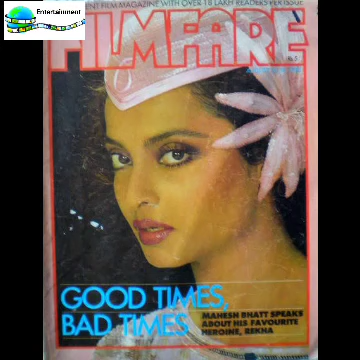 Entertainment
ENT FILM MAGAZINE WITH OVER 18 LAKH READERS PER ISSUE
FILMFARE
GOOD TIMES,
BAD TIMES
MAHESH BHATT SPEAKS
ABOUT HIS FAVOURITE
HEROINE, REKHA